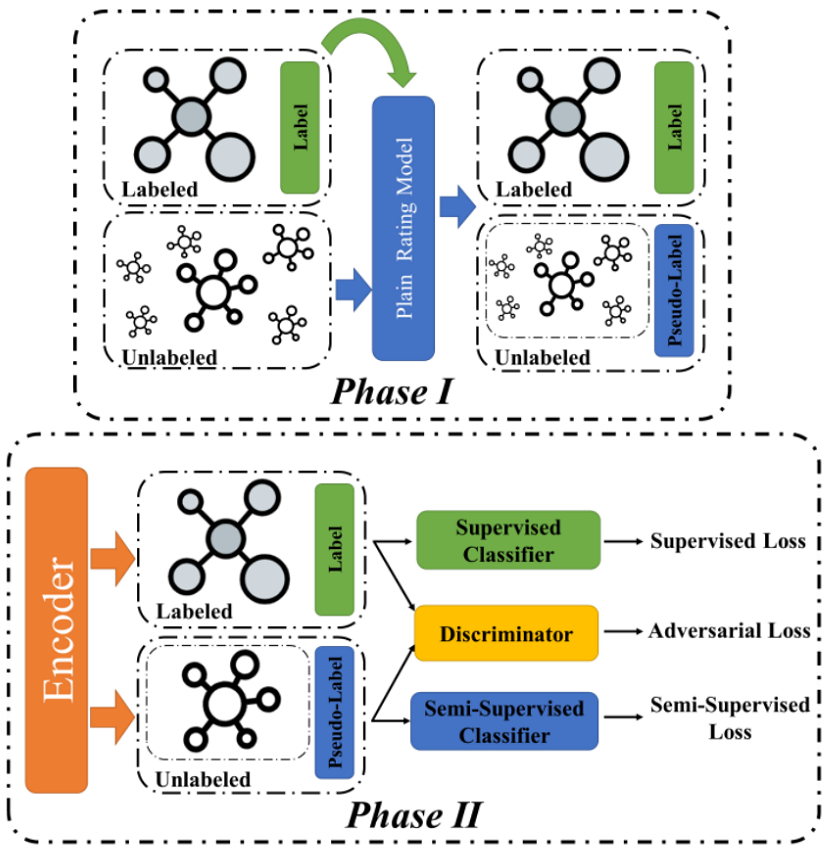 Label
Labeled
Unlabeled
Plain Rating Model
Label
Labeled
Pseudo-Label
Unlabeled
Phase I
Encoder
Label
Labeled
Pseudo-Label
Unlabeled
Supervised
Classifier
Supervised Loss
Discriminator
Adversarial Loss
Semi-Supervised
Classifier
Semi-Supervised
Loss
Phase II